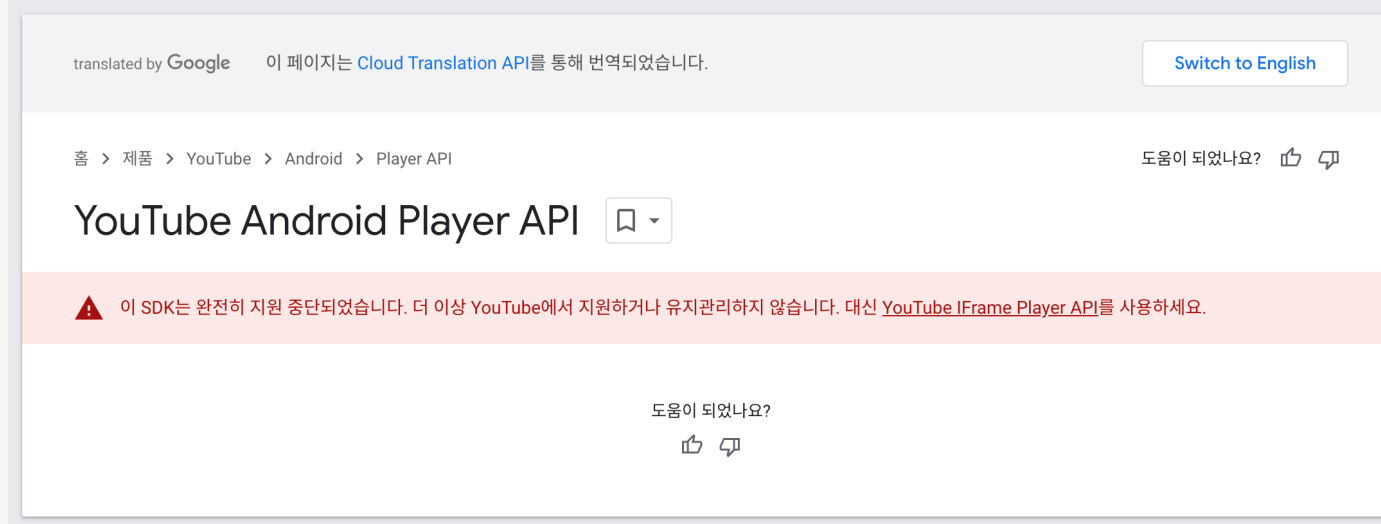 translated by Google 이 페이지는 Cloud Translation API를 통해 번역되었습니다. Switch to English
홈 > 제품 > YouTube > Android > Player API 도움이 되었나요?
YouTube Android Player API
이 SDK는 완전히 지원 중단되었습니다. 더 이상 YouTube에서 지원하거나 유지관리하지 않습니다. 대신 YouTube IFrame Player API를 사용하세요.
도움이 되었나요?